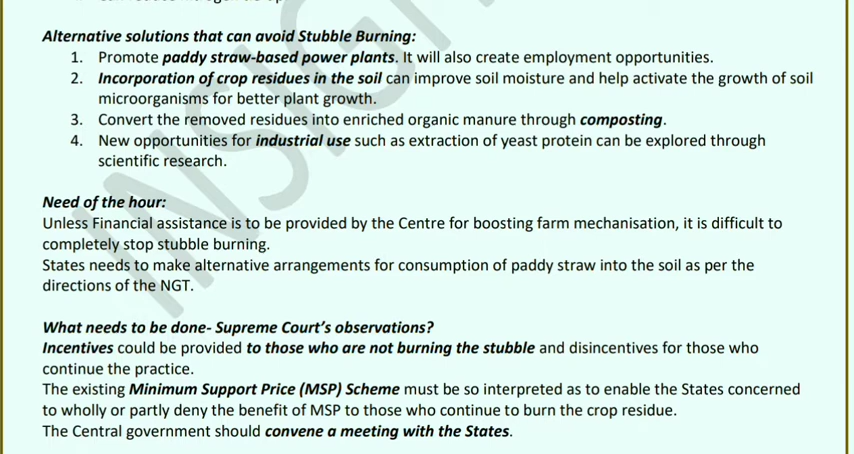 Alternative solutions that can avoid Stubble Burning:
1. Promote paddy straw-based power plants. It will also create employment opportunities.
2. Incorporation of crop residues in the soil can improve soil moisture and help activate the growth of soil
microorganisms for better plant growth.
3. Convert the removed residues into enriched organic manure through composting.
4. New opportunities for industrial use such as extraction of yeast protein can be explored through
scientific research.
Need of the hour:
Unless Financial assistance is to be provided by the Centre for boosting farm mechanisation, it is difficult to
completely stop stubble burning.
States needs to make alternative arrangements for consumption of paddy straw into the soil as per the
directions of the NGT.
What needs to be done- Supreme Court's observations?
Incentives could be provided to those who are not burning the stubble and disincentives for those who
continue the practice.
The existing Minimum Support Price (MSP) Scheme must be so interpreted as to enable the States concerned
to wholly or partly deny the benefit of MSP to those who continue to burn the crop residue.
The Central government should convene a meeting with the States.
INSIG